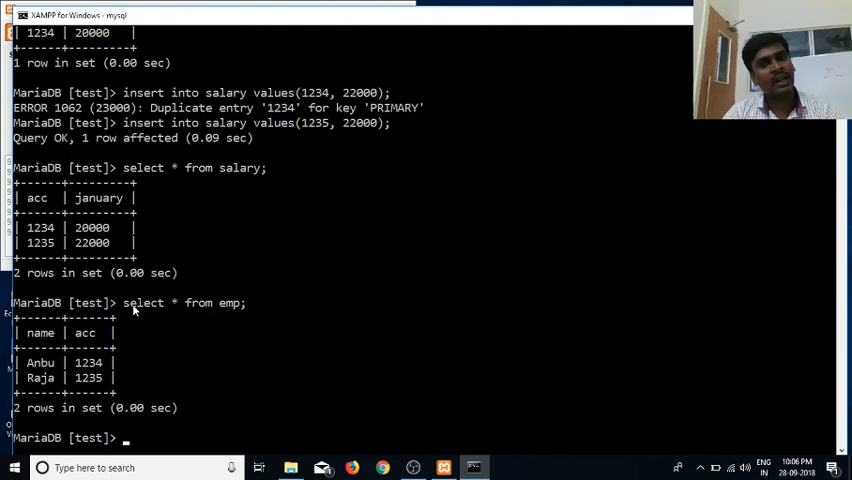 XAMPP for Windows - mysql
| 1234 | 20000 |
+------+---------+
1 row in set (0.00 sec)
MariaDB [test]> insert into salary values(1234, 22000);
ERROR 1062 (23000): Duplicate entry '1234' for key 'PRIMARY'
MariaDB [test]> insert into salary values(1235, 22000);
Query OK, 1 row affected (0.09 sec)
MariaDB [test]> select * from salary;
+------+---------+
| acc | january |
+------+---------+
| 1234 | 20000 |
| 1235 | 22000 |
+------+---------+
2 rows in set (0.00 sec)
MariaDB [test]> select * from emp;
+------+------+
| name | acc |
+------+------+
| Anbu | 1234 |
| Raja | 1235 |
+------+------+
2 rows in set (0.00 sec)
MariaDB [test]>
Type here to search
ENG
IN
10:06 PM
28-09-2018